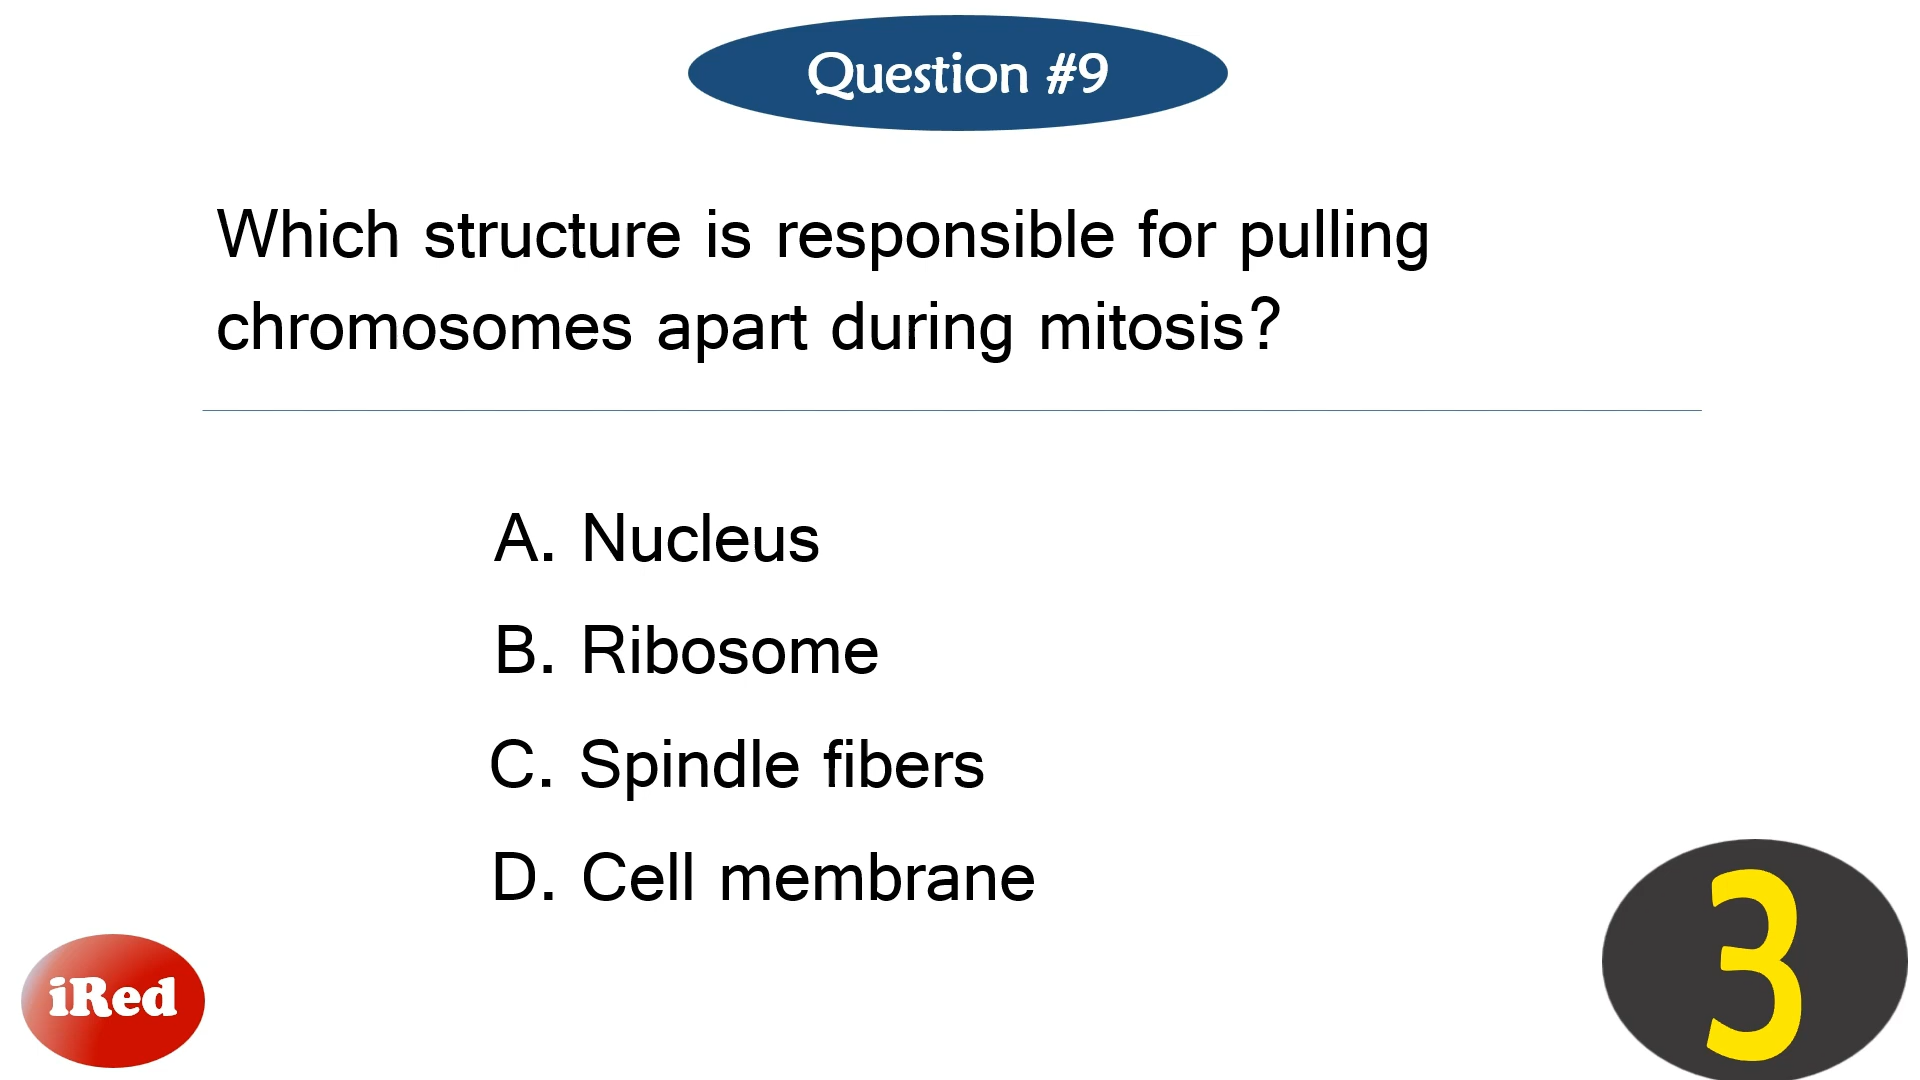 Question #9
Which structure is responsible for pulling
chromosomes apart during mitosis?
A. Nucleus
B. Ribosome
C. Spindle fibers
D. Cell membrane
iRed
3